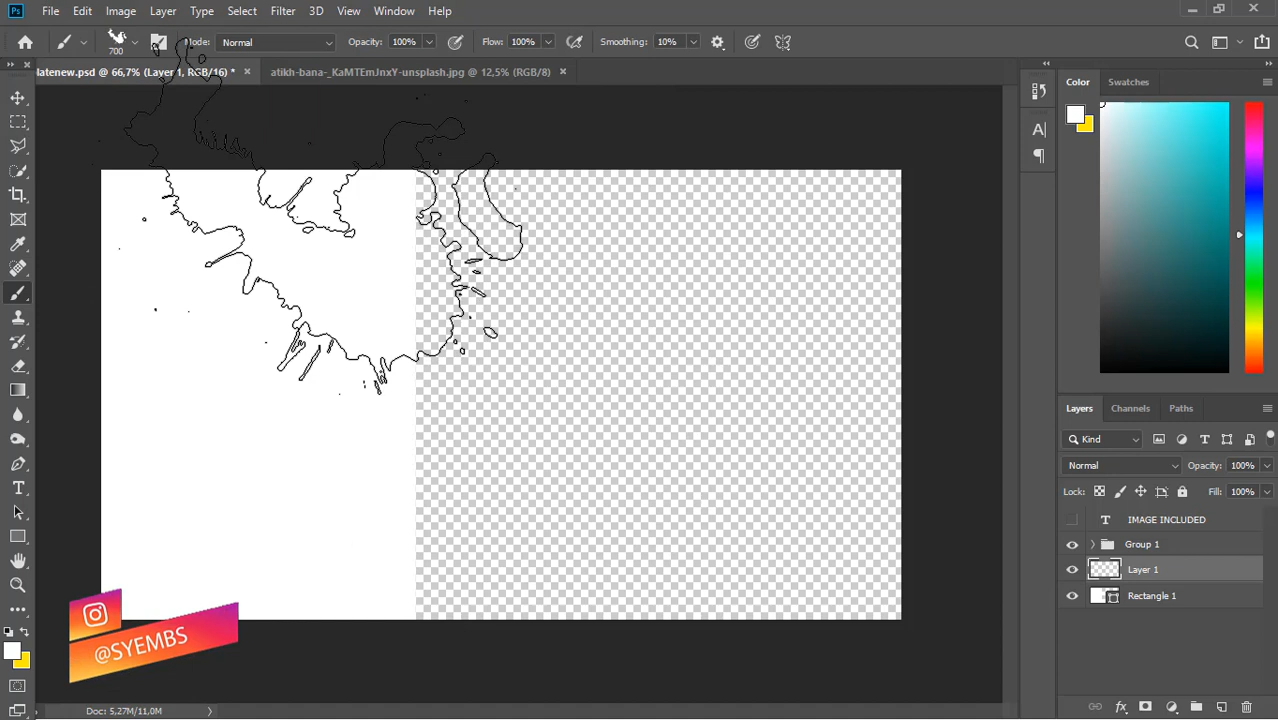 Ps File Edit Image Layer Type Select Filter 3D View Window Help
700 Mode: Normal Opacity: 100% Flow: 100% Smoothing: 10%
latenew.psd @ 66,7% (Layer 1, RGB/16) * × atikh-bana-_KaMTEmJnxY-unsplash.jpg @ 12,5% (RGB/8) ×
Color Swatches
Layers Channels Paths
Kind
Normal Opacity: 100%
Lock: Fill: 100%
T IMAGE INCLUDED
Group 1
Layer 1
Rectangle 1
@SYEMBS
Doc: 5,27M/11,0M